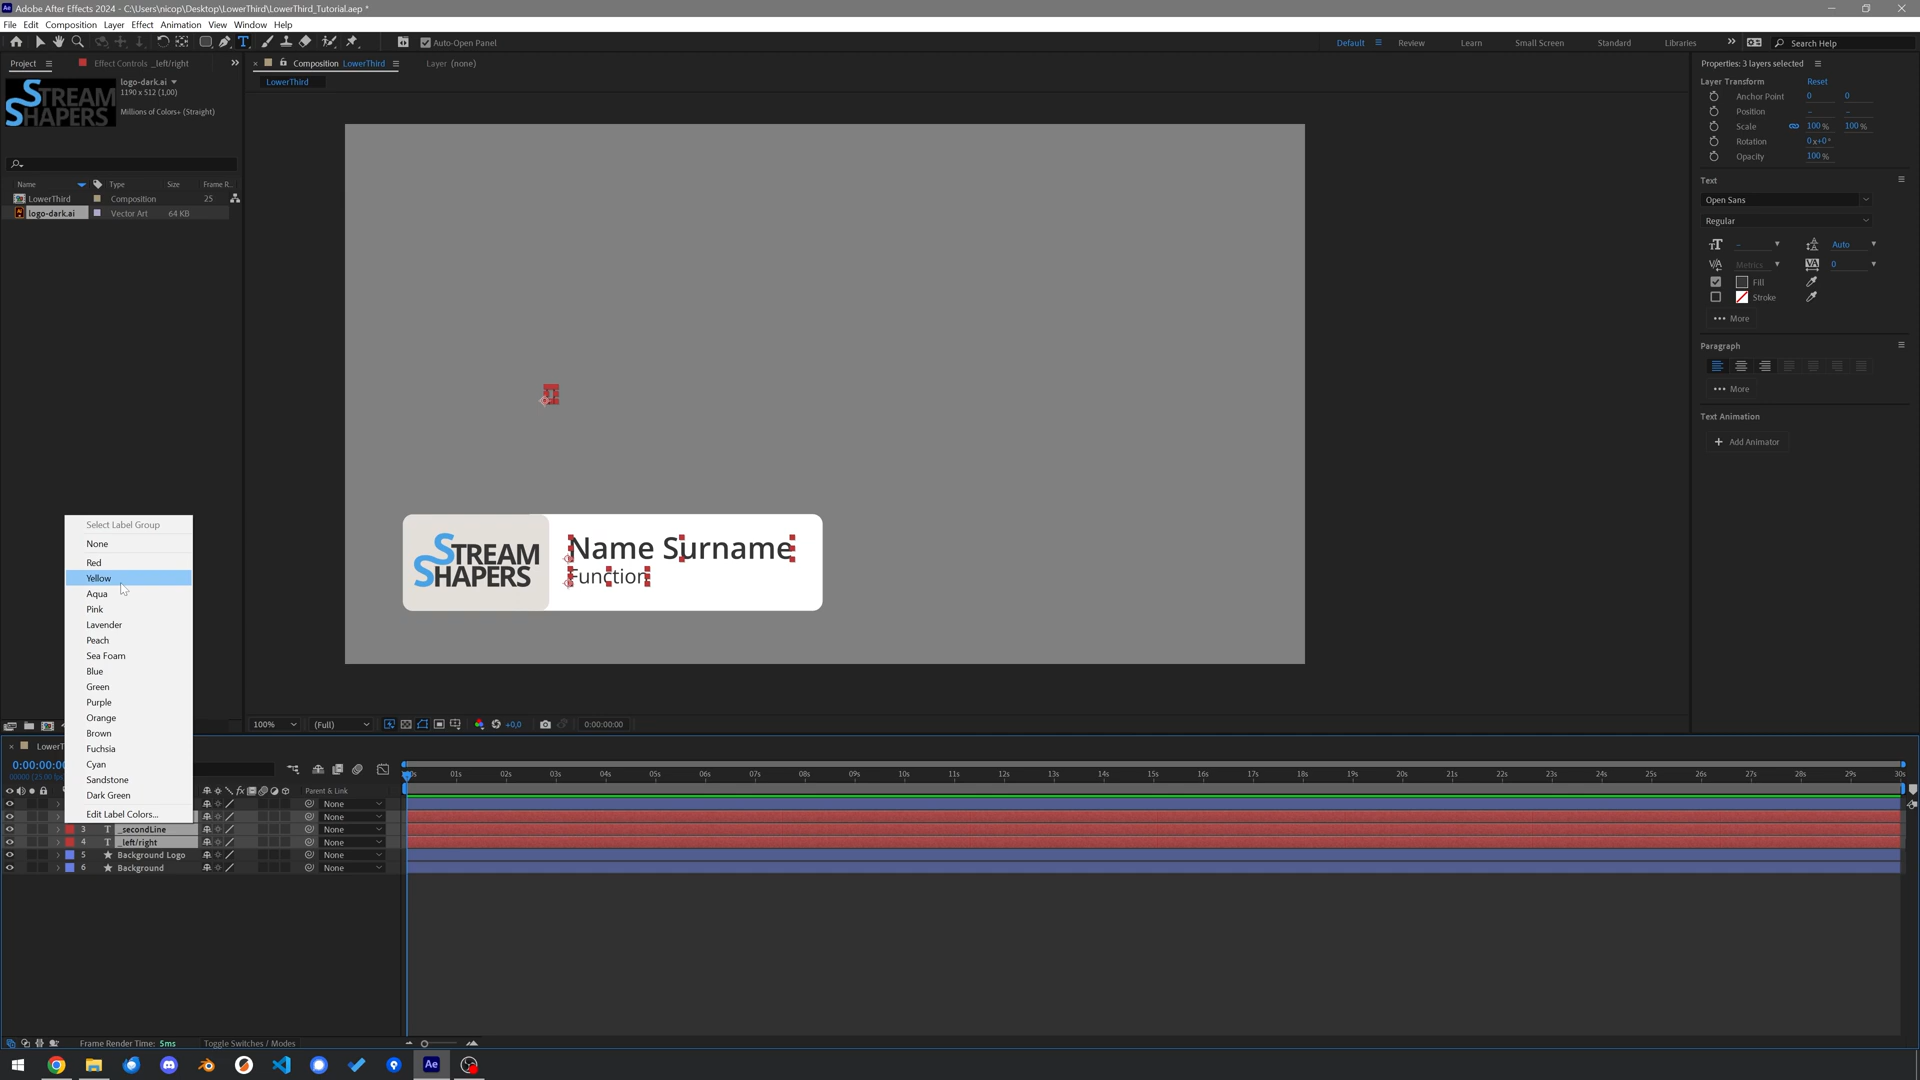 Adobe After Effects 2024 - C:\Users\nicop\Desktop\LowerThird\LowerThird_Tutorial.aep *
File Edit Composition Layer Effect Animation View Window Help
Auto-Open Panel
Default Review Learn Small Screen Standard Libraries Search Help
Project Effect Controls _left/right
Composition LowerThird Layer (none)
LowerThird
logo-dark.ai
1190 x 512 (1,00)
Millions of Colors+ (Straight)
STREAM
SHAPERS
Name Type Size Frame R...
LowerThird Composition 25
logo-dark.ai Vector Art 64 KB
Properties: 3 layers selected
Layer Transform Reset
Anchor Point 0 0
Position - -
Scale 100 % 100 %
Rotation 0x+0°
Opacity 100 %
Text
Open Sans
Regular
- Auto
Metrics 0
Fill
Stroke
More
Paragraph
More
Text Animation
Add Animator
STREAM
SHAPERS
Name Surname
Function
Select Label Group
None
Red
Yellow
Aqua
Pink
Lavender
Peach
Sea Foam
Blue
Green
Purple
Orange
Brown
Fuchsia
Cyan
Sandstone
Dark Green
Edit Label Colors...
100% (Full) +0,0 0:00:00:00
LowerT
0:00:00:00
Parent & Link
01s 02s 03s 04s 05s 06s 07s 08s 09s 10s 11s 12s 13s 14s 15s 16s 17s 18s 19s 20s 21s 22s 23s 24s 25s 26s 27s 28s 29s 30s
None
None
3 T _secondLine None
4 T _left/right None
5 Background Logo None
6 Background None
Frame Render Time: 5ms Toggle Switches / Modes
Ae